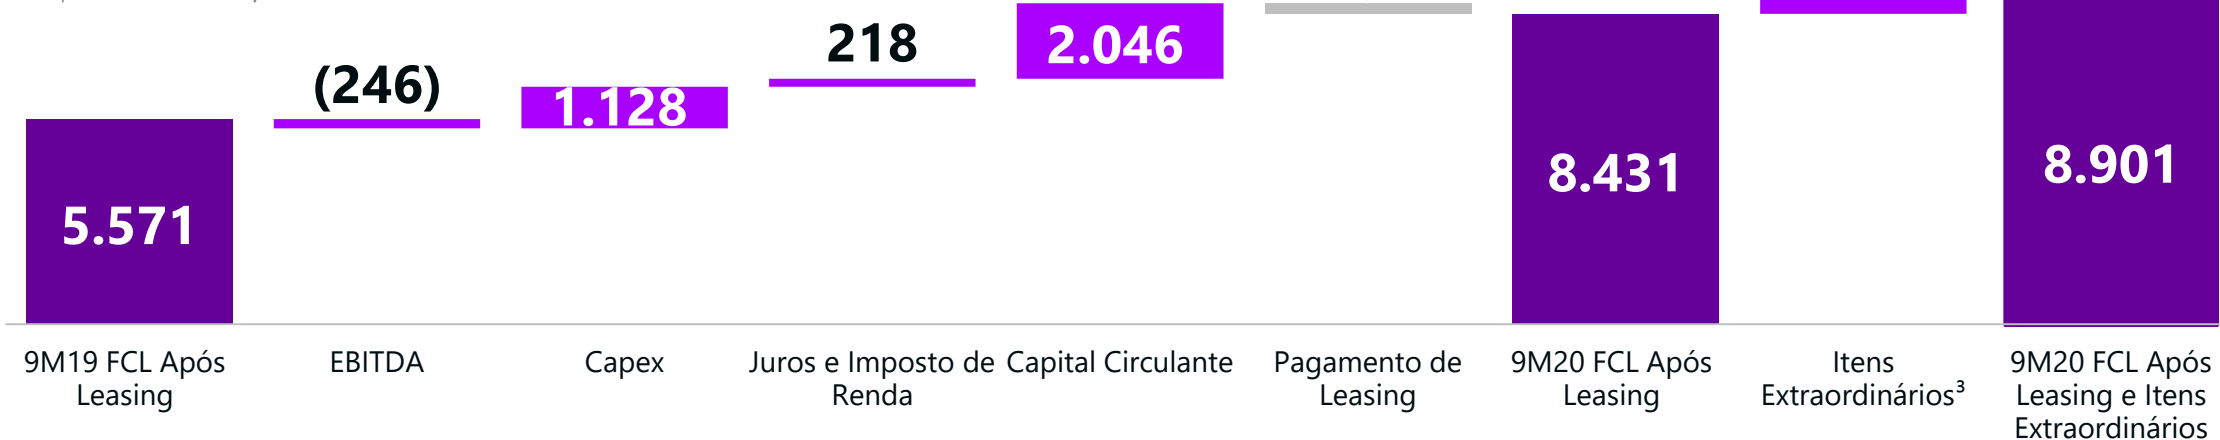 218
2.046
(246)
1.128
8.431
8.901
5.571
9M19 FCL Após
Leasing
EBITDA
Capex
Juros e Imposto de
Renda
Capital Circulante
Pagamento de
Leasing
9M20 FCL Após
Leasing
Itens
Extraordinários³
9M20 FCL Após
Leasing e Itens
Extraordinários